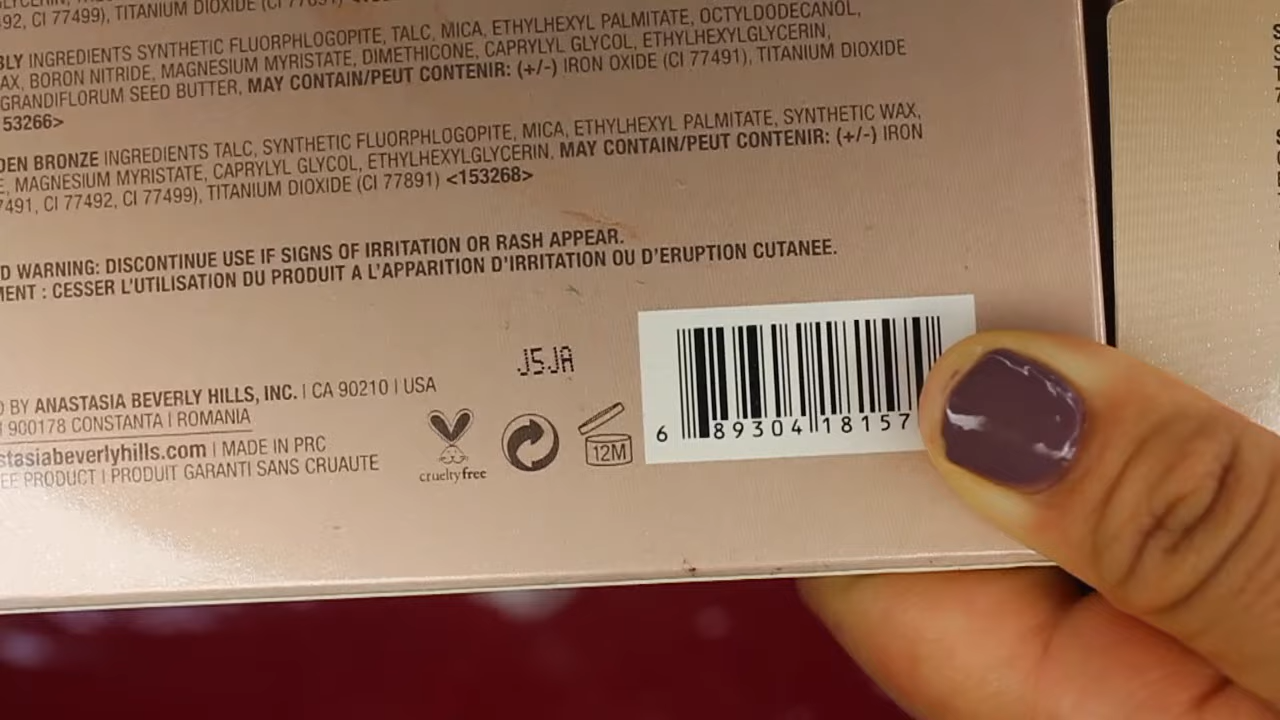 92, CI 77499), TITANIUM DIOXIDE (CI 77891)
BLY INGREDIENTS SYNTHETIC FLUORPHLOGOPITE, TALC, MICA, ETHYLHEXYL PALMITATE, OCTYLDODECANOL,
AX, BORON NITRIDE, MAGNESIUM MYRISTATE, DIMETHICONE, CAPRYLYL GLYCOL, ETHYLHEXYLGLYCERIN,
GRANDIFLORUM SEED BUTTER, MAY CONTAIN/PEUT CONTENIR: (+/-) IRON OXIDE (CI 77491), TITANIUM DIOXIDE
53266>
DEN BRONZE INGREDIENTS TALC, SYNTHETIC FLUORPHLOGOPITE, MICA, ETHYLHEXYL PALMITATE, SYNTHETIC WAX,
E, MAGNESIUM MYRISTATE, CAPRYLYL GLYCOL, ETHYLHEXYLGLYCERIN, MAY CONTAIN/PEUT CONTENIR: (+/-) IRON
7491, CI 77492, CI 77499), TITANIUM DIOXIDE (CI 77891) <153268>
D WARNING: DISCONTINUE USE IF SIGNS OF IRRITATION OR RASH APPEAR.
MENT : CESSER L'UTILISATION DU PRODUIT A L'APPARITION D'IRRITATION OU D'ERUPTION CUTANEE.
J5JA
D BY ANASTASIA BEVERLY HILLS, INC. | CA 90210 | USA
900178 CONSTANTA | ROMANIA
stasiabeverlyhills.com | MADE IN PRC
EE PRODUCT | PRODUIT GARANTI SANS CRUAUTE
crueltyfree
12M
6 89304 18157